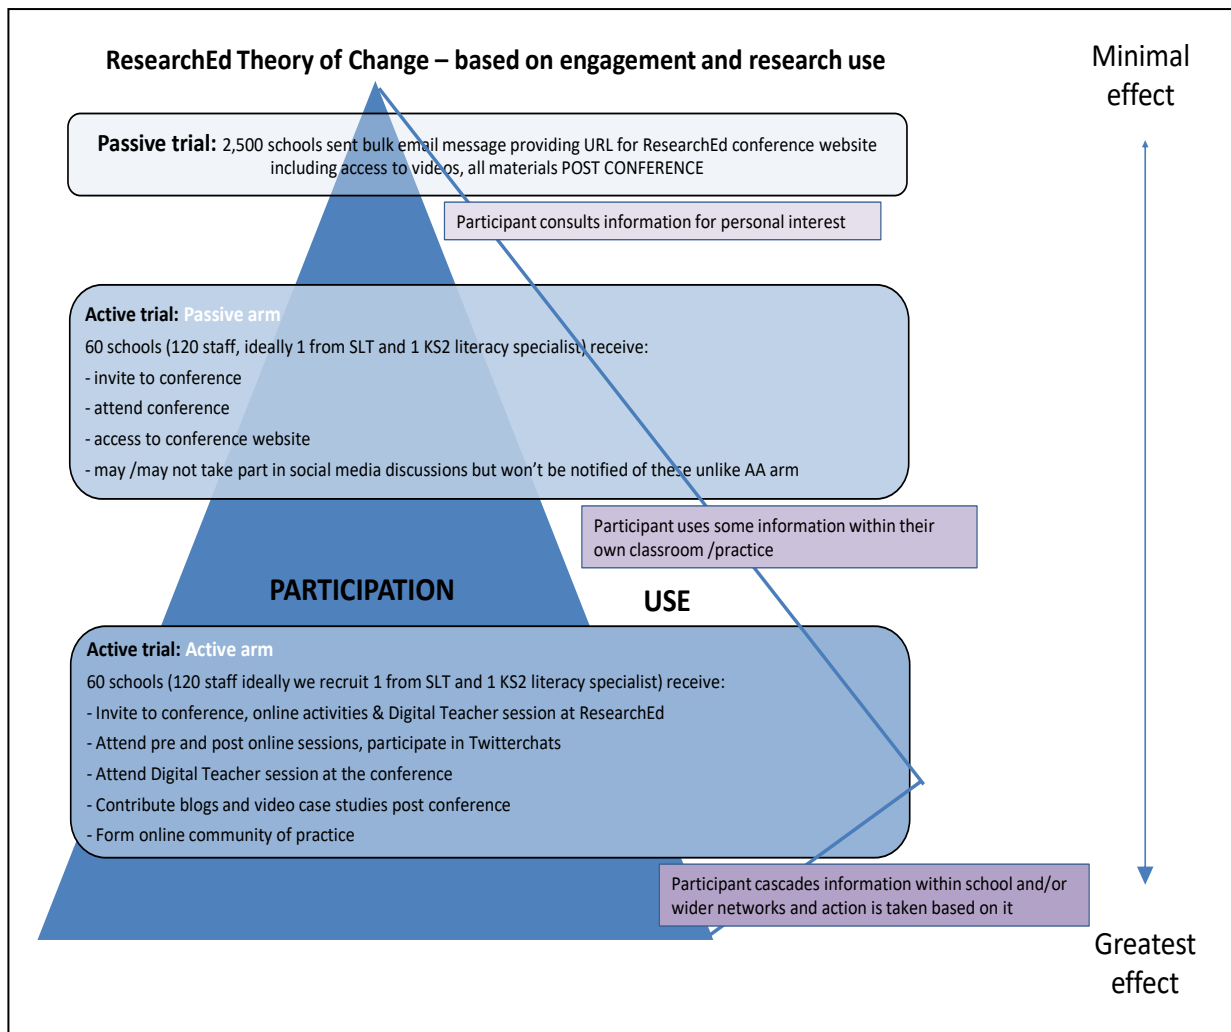 ResearchEd Theory of Change – based on engagement and research use
Minimal
effect
Passive trial: 2,500 schools sent bulk email message providing URL for ResearchEd conference website
including access to videos, all materials POST CONFERENCE
Participant consults information for personal interest
Active trial: Passive arm
60 schools (120 staff, ideally 1 from SLT and 1 KS2 literacy specialist) receive:
- invite to conference
- attend conference
- access to conference website
- may /may not take part in social media discussions but won't be notified of these unlike AA arm
Participant uses some information within their
own classroom /practice
PARTICIPATION
USE
Active trial: Active arm
60 schools (120 staff ideally we recruit 1 from SLT and 1 KS2 literacy specialist) receive:
- Invite to conference, online activities & Digital Teacher session at ResearchEd
- Attend pre and post online sessions, participate in Twitterchats
- Attend Digital Teacher session at the conference
- Contribute blogs and video case studies post conference
- Form online community of practice
Participant cascades information within school and/or
wider networks and action is taken based on it
Greatest
effect